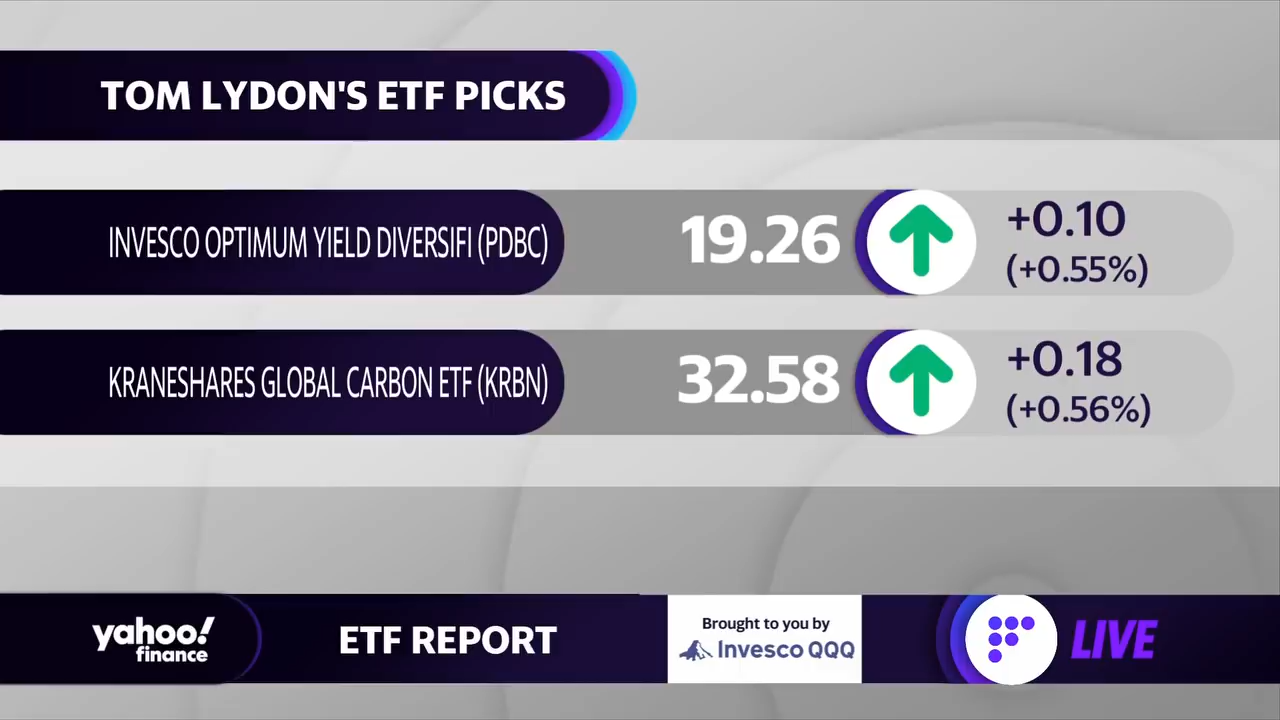 TOM LYDON'S ETF PICKS
INVESCO OPTIMUM YIELD DIVERSIFI (PDBC)
19.26
+0.10
(+0.55%)
KRANESHARES GLOBAL CARBON ETF (KRBN)
32.58
+0.18
(+0.56%)
yahoo!
finance
ETF REPORT
Brought to you by
Invesco QQQ
LIVE